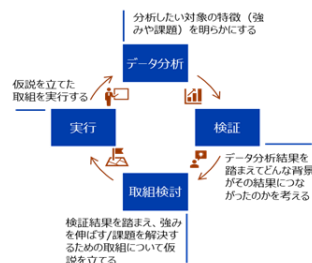 分析したい対象の特徴（強
みや課題）を明らかにする
データ分析
仮説を立てた
取組を実行する
実行
検証
データ分析結果を
踏まえてどんな背景
がその結果につな
がったのかを考える
取組検討
検証結果を踏まえ、強み
を伸ばす/課題を解決す
るための取組について仮
説を立てる